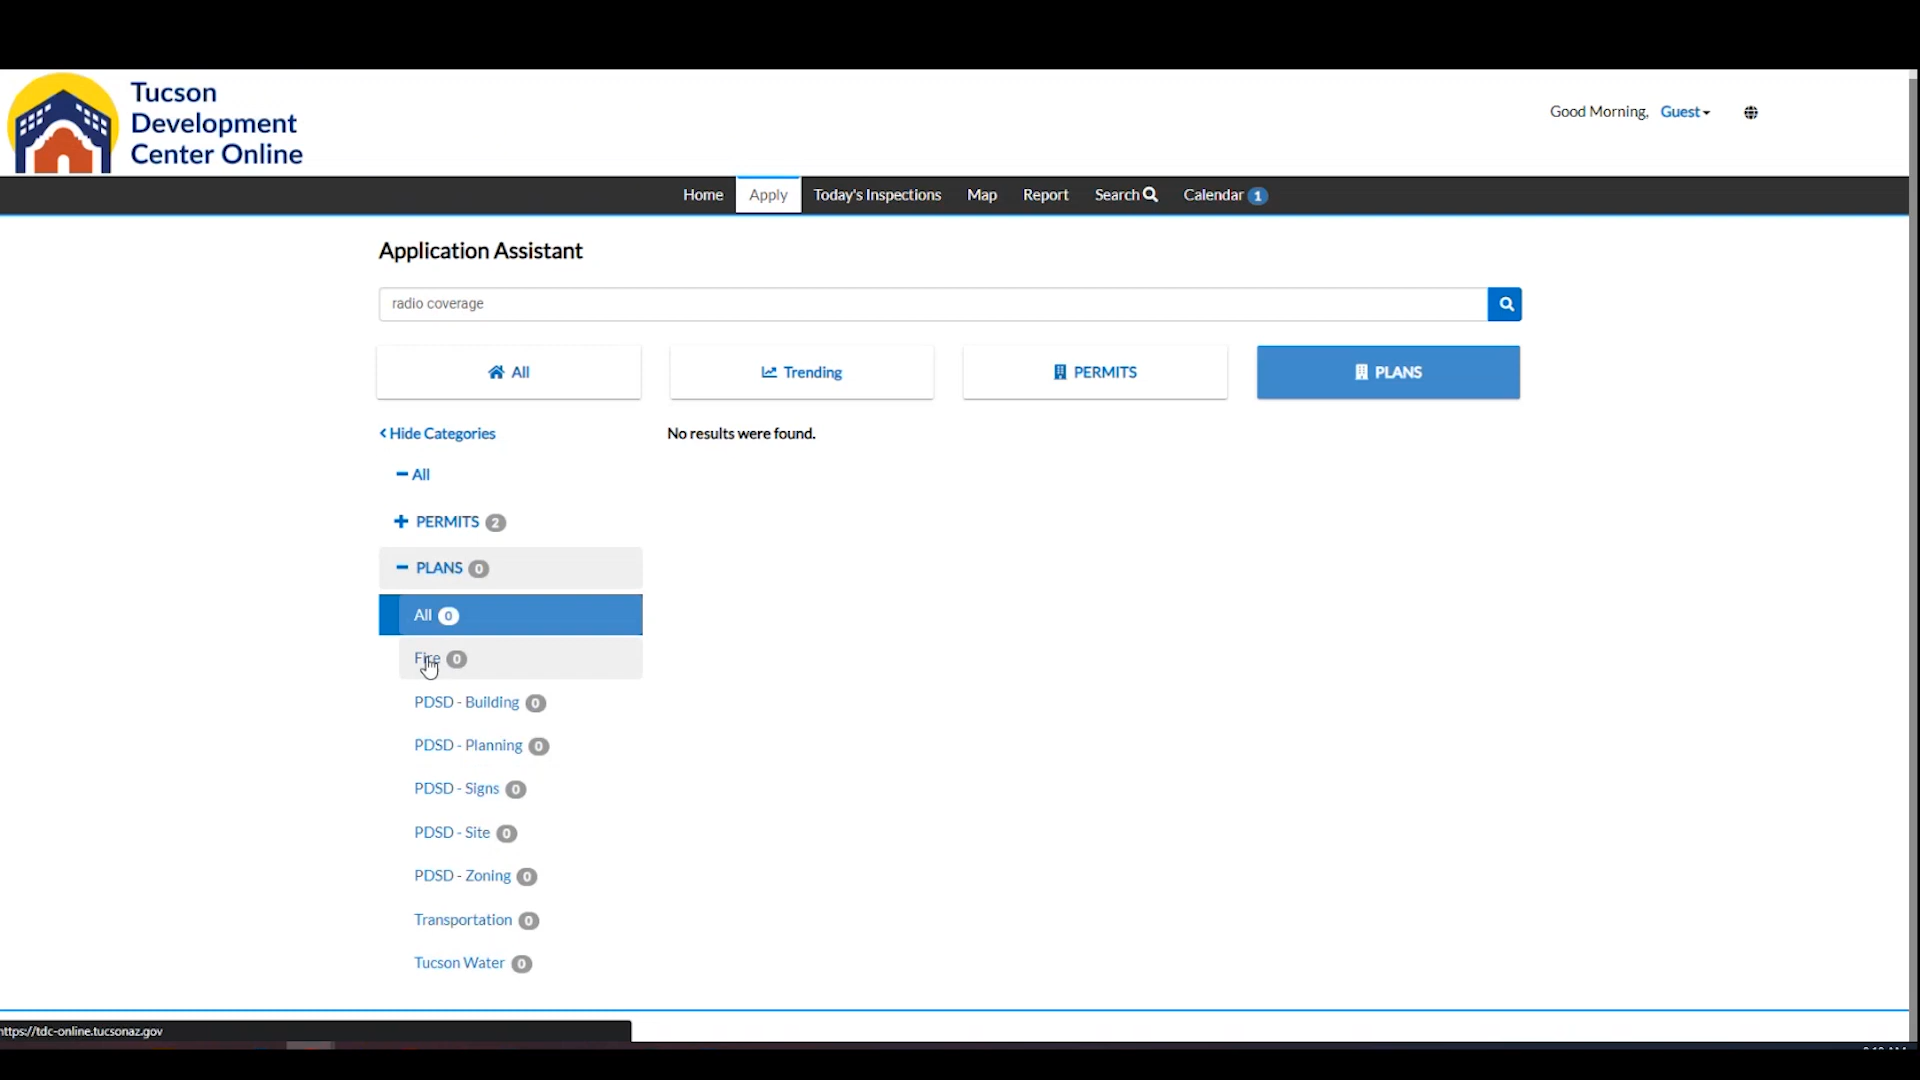 Tucson
Development
Center Online
Good Morning, Guest
Home Apply Today's Inspections Map Report Search Calendar 1
Application Assistant
radio coverage
All Trending PERMITS PLANS
Hide Categories
No results were found.
All
PERMITS 2
PLANS 0
All 0
Fire 0
PDSD - Building 0
PDSD - Planning 0
PDSD - Signs 0
PDSD - Site 0
PDSD - Zoning 0
Transportation 0
Tucson Water 0
https://tdc-online.tucsonaz.gov